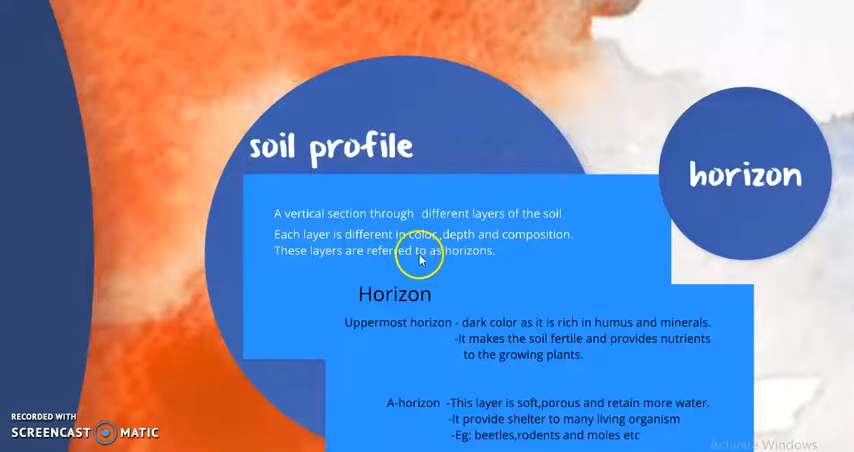 soil profile
horizon
A vertical section through different layers of the soil
Each layer is different in color ,depth and composition.
These layers are referred to as horizons.
Horizon
Uppermost horizon - dark color as it is rich in humus and minerals.
-It makes the soil fertile and provides nutrients
to the growing plants.
A-horizon -This layer is soft,porous and retain more water.
-It provide shelter to many living organism
-Eg: beetles,rodents and moles etc
RECORDED WITH
SCREENCAST MATIC
Activate Windows